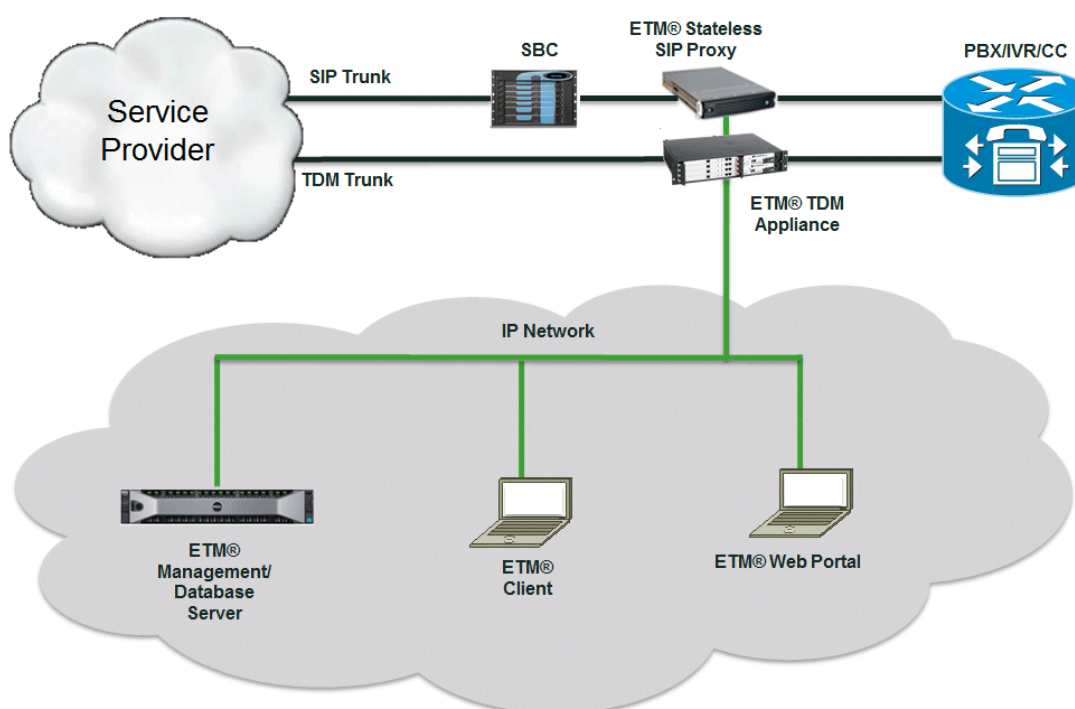 ETM® Stateless
SIP Proxy
SBC
PBX/IVR/CC
SIP Trunk
Service
Provider
TDM Trunk
ETM® TDM
Appliance
IP Network
ETM®
Management/
Database
Server
ETM®
Client
ETM® Web Portal